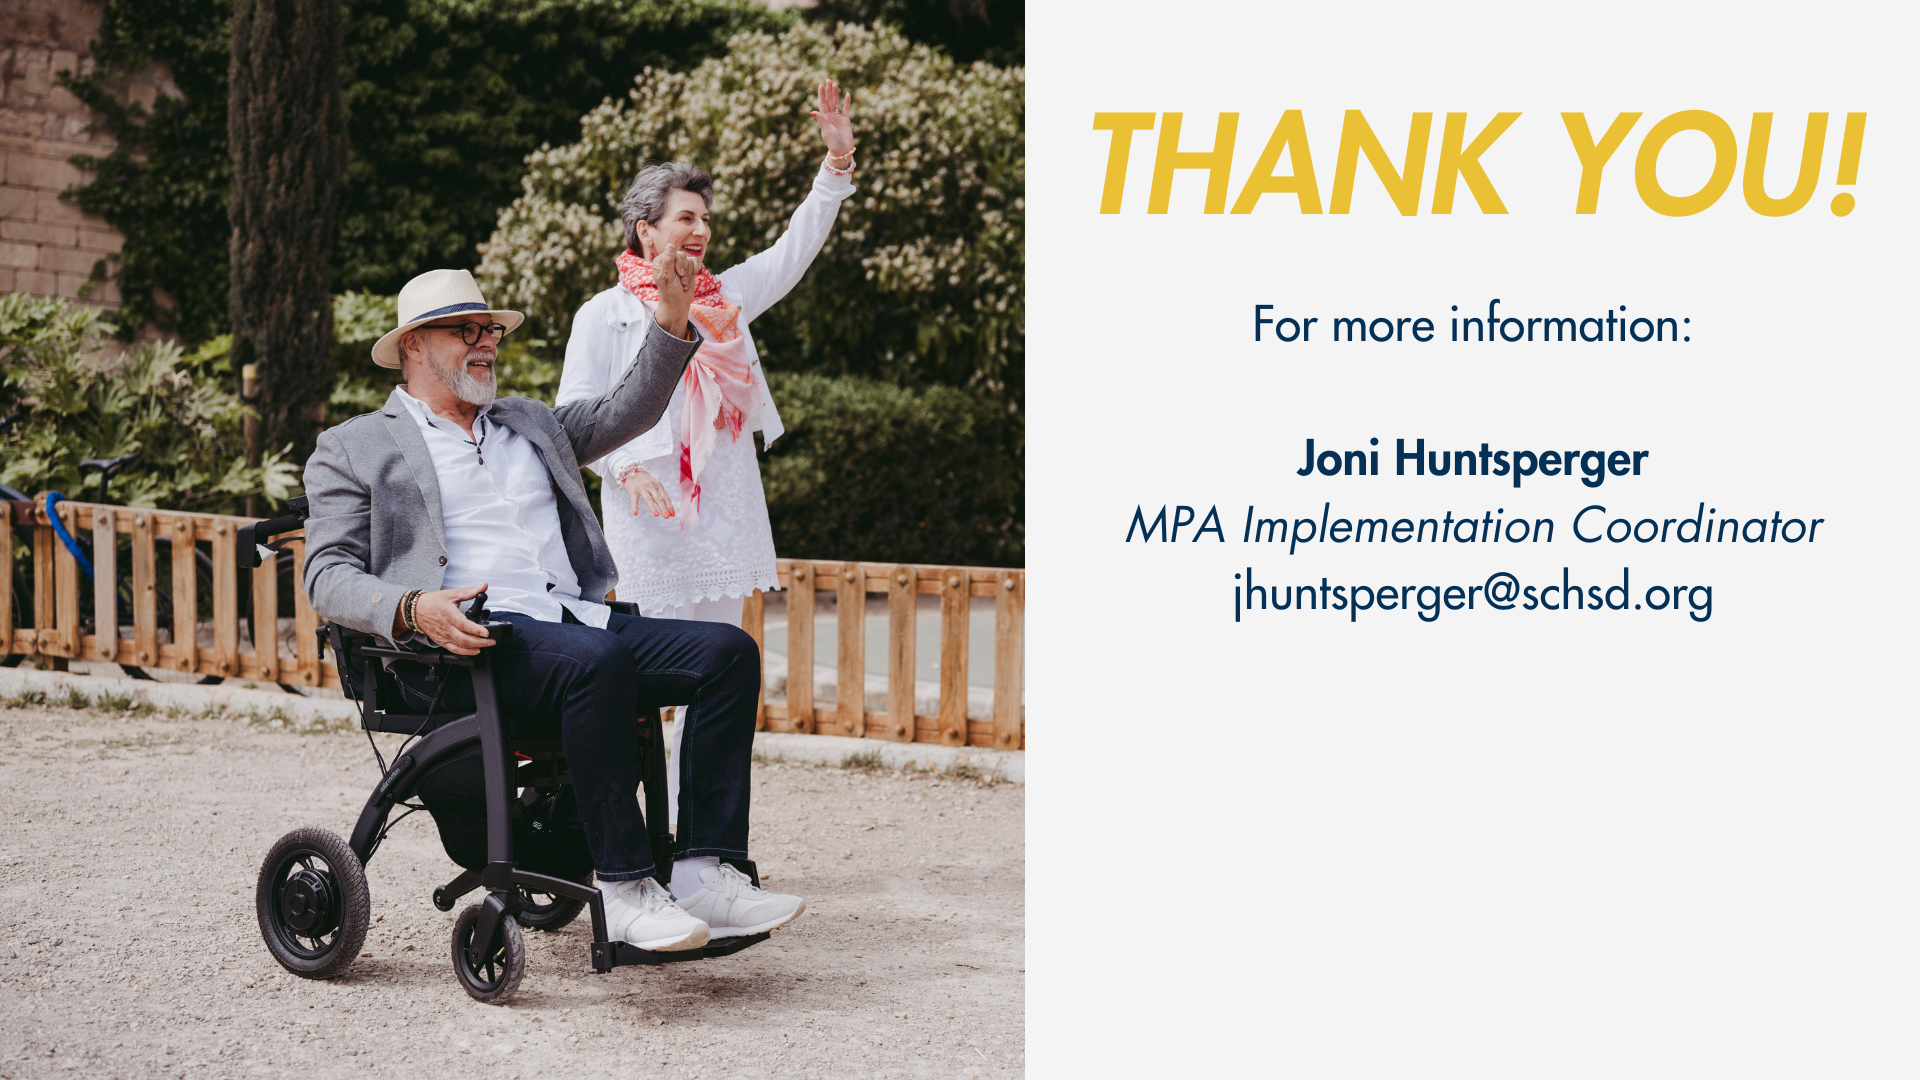 THANK YOU!
For more information:
Joni Huntsperger
MPA Implementation Coordinator
jhuntsperger@schsd.org